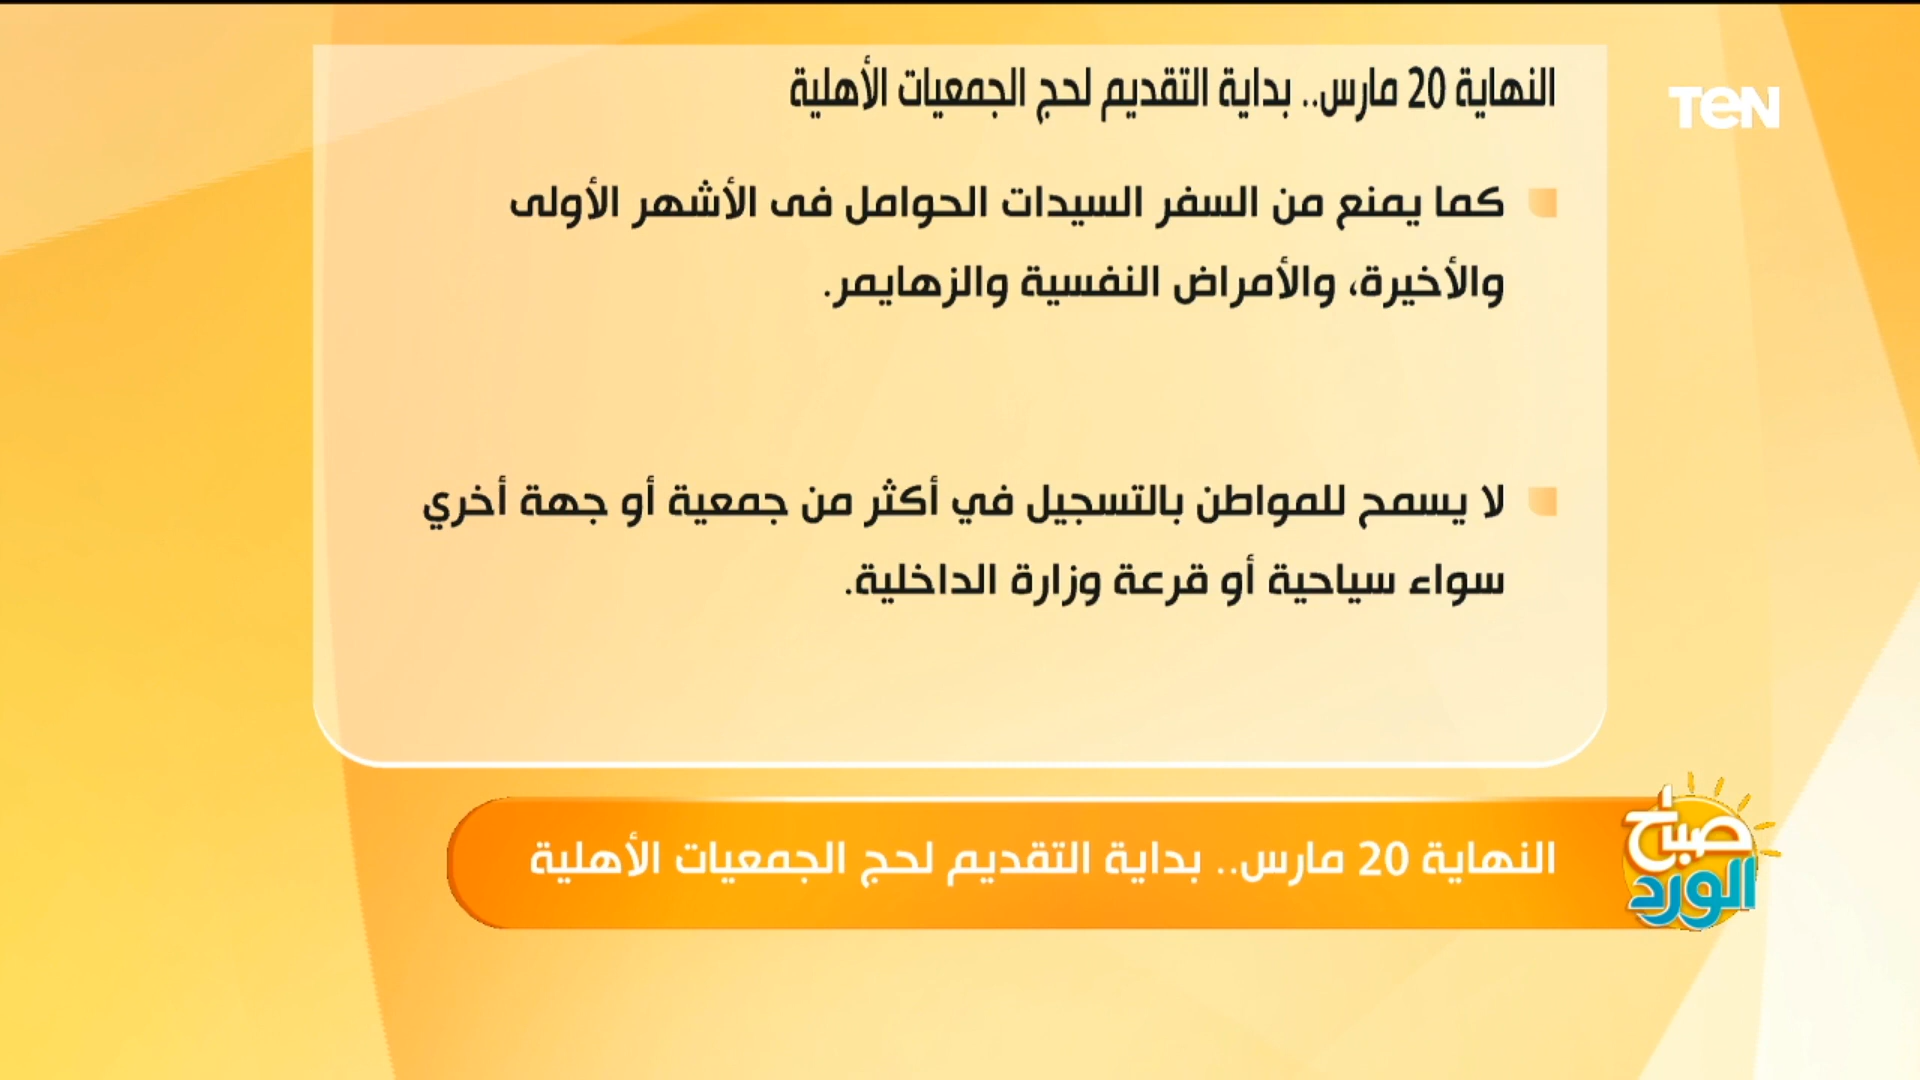 النهاية 20 مارس.. بداية التقديم لحج الجمعيات الأهلية
TeN
كما يمنع من السفر السيدات الحوامل فى الأشهر الأولى
والأخيرة، والأمراض النفسية والزهايمر.
لا يسمح للمواطن بالتسجيل في أكثر من جمعية أو جهة أخري
سواء سياحية أو قرعة وزارة الداخلية.
النهاية 20 مارس.. بداية التقديم لحج الجمعيات الأهلية
صباح
الورد